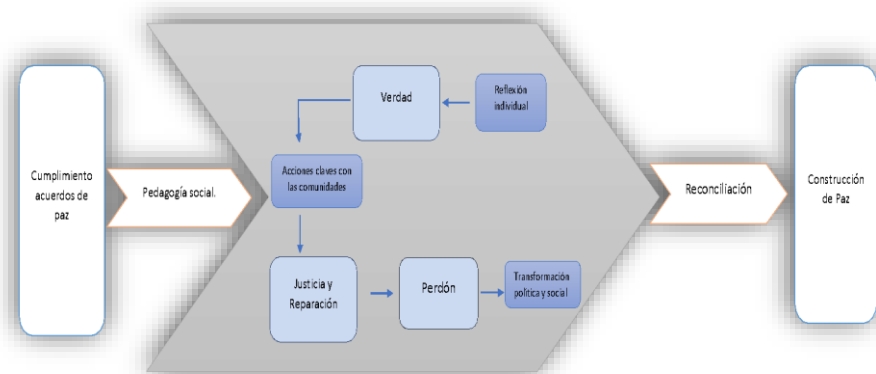 Cumplimiento
acuerdos de
paz
Pedagogía social.
Verdad
Reflexión
individual
Acciones claves con
las comunidades
Justicia y
Reparación
Perdón
Transformación
política y social
Reconciliación
Construcción
de Paz